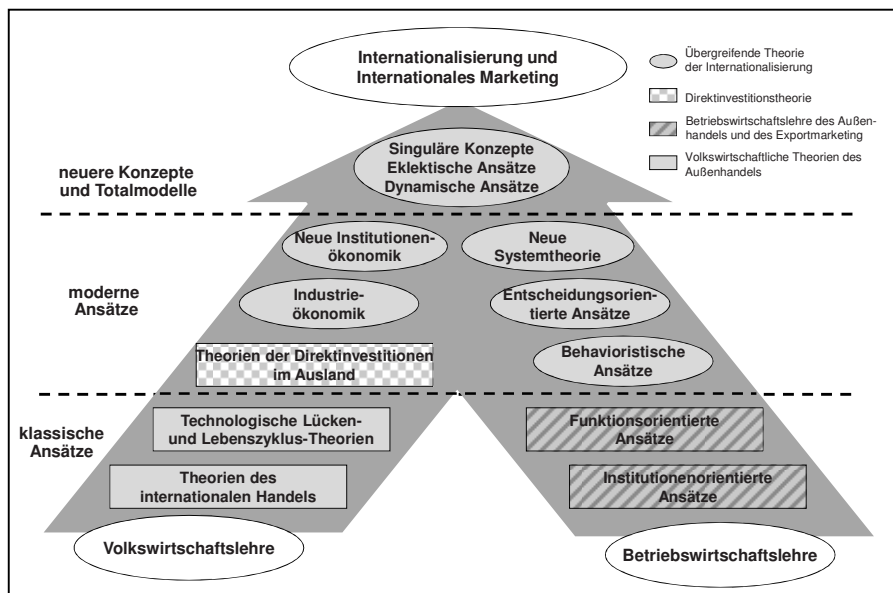 Internationalisierung und
Internationales Marketing
Übergreifende Theorie
der Internationalisierung
Direktinvestitionstheorie
Betriebswirtschaftslehre des Außen-
handels und des Exportmarketing
Volkswirtschaftliche Theorien des
Außenhandels
neuere Konzepte
und Totalmodelle
Singuläre Konzepte
Eklektische Ansätze
Dynamische Ansätze
moderne
Ansätze
Neue Institutionen-
ökonomik
Neue
Systemtheorie
Industrie-
ökonomik
Entscheidungsorien-
tierte Ansätze
Theorien der Direktinvestitionen
im Ausland
Behavioristische
Ansätze
klassische
Ansätze
Technologische Lücken-
und Lebenszyklus-Theorien
Funktionsorientierte
Ansätze
Theorien des
internationalen Handels
Institutionenorientierte
Ansätze
Volkswirtschaftslehre
Betriebswirtschaftslehre